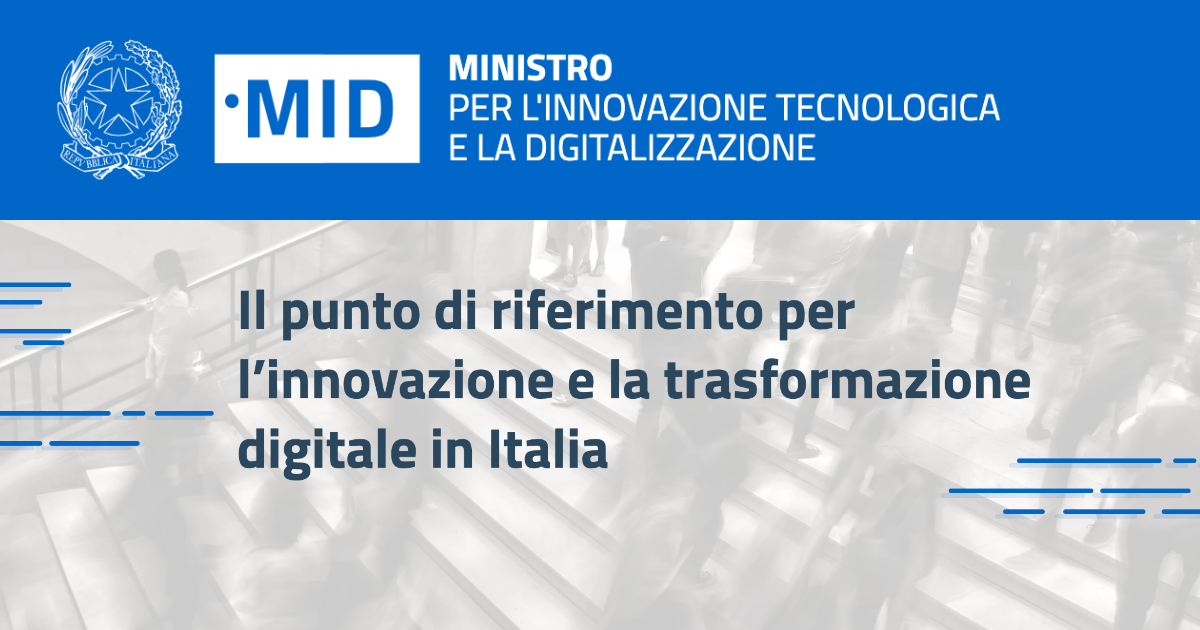 REPVBBLICA ITALIANA
·MID
MINISTRO
PER L'INNOVAZIONE TECNOLOGICA
E LA DIGITALIZZAZIONE
Il punto di riferimento per
l’innovazione e la trasformazione
digitale in Italia